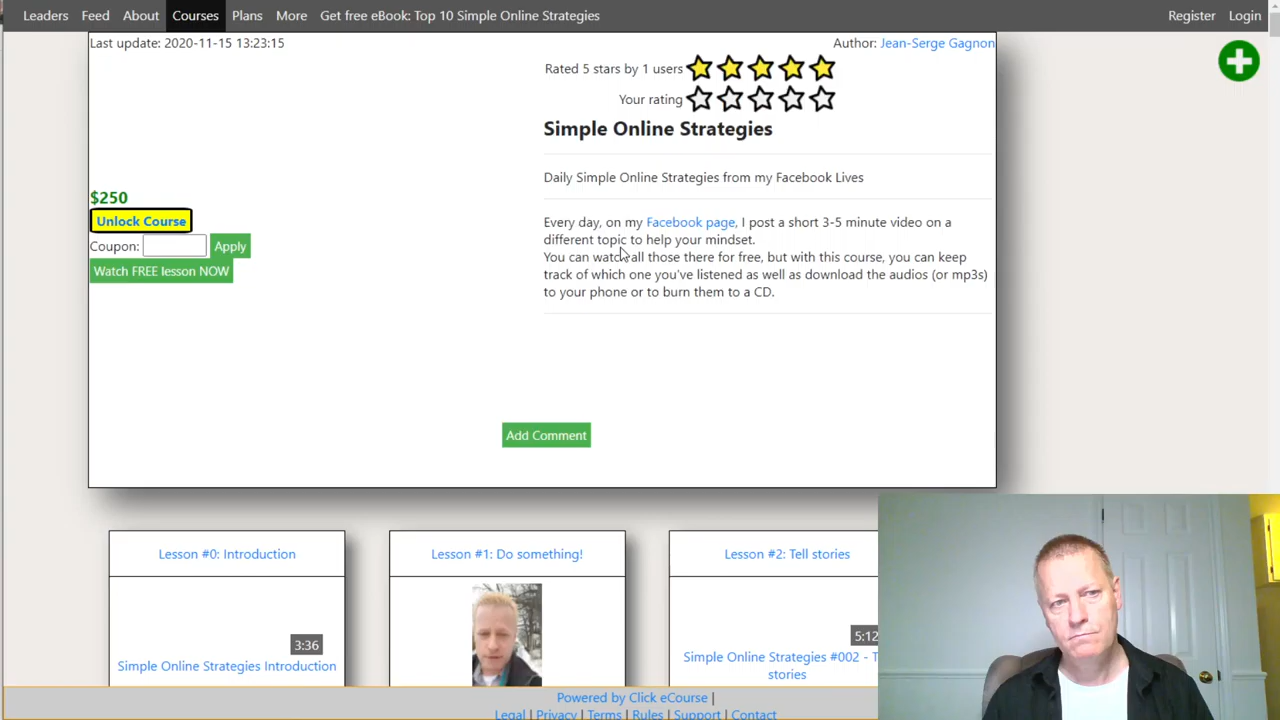 Leaders Feed About Courses Plans More Get free eBook: Top 10 Simple Online Strategies Register Login
Last update: 2020-11-15 13:23:15
Author: Jean-Serge Gagnon
Rated 5 stars by 1 users
Your rating
Simple Online Strategies
Daily Simple Online Strategies from my Facebook Lives
$250
Unlock Course
Coupon: Apply
Watch FREE lesson NOW
Every day, on my Facebook page, I post a short 3-5 minute video on a
different topic to help your mindset.
You can watch all those there for free, but with this course, you can keep
track of which one you've listened as well as download the audios (or mp3s)
to your phone or to burn them to a CD.
Add Comment
Lesson #0: Introduction
3:36
Simple Online Strategies Introduction
Lesson #1: Do something!
Lesson #2: Tell stories
5:12
Simple Online Strategies #002 - T
stories
Powered by Click eCourse |
Legal | Privacy | Terms | Rules | Support | Contact